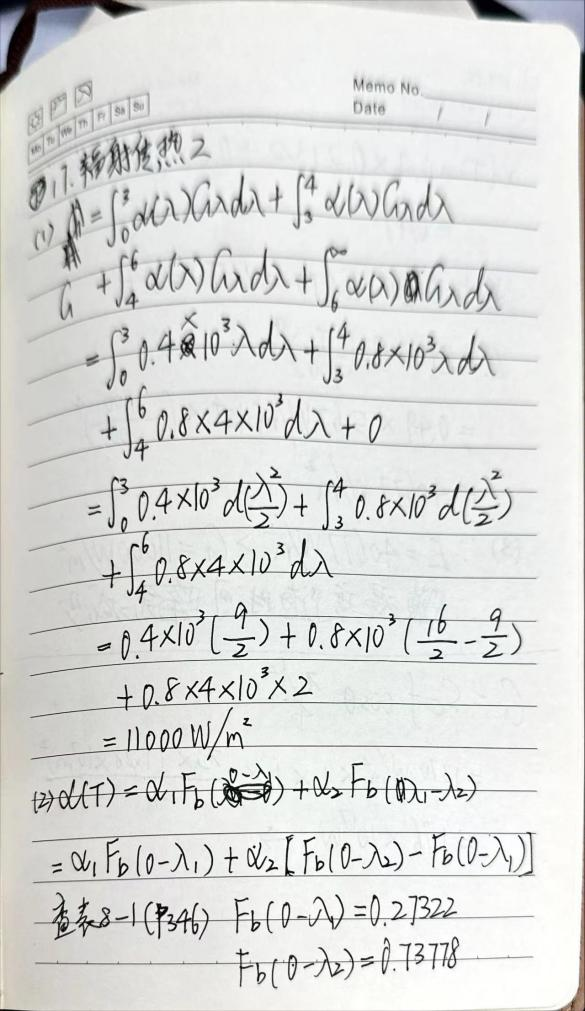 Memo No.
Date / /
Mo Tu We Th Fr Sa Su
17. 辐射传热2
(1) = ∫₀³ α(λ)Gλdλ + ∫₃⁴ α(λ)Gλdλ
G + ∫₄⁶ α(λ)Gλdλ + ∫₆^∞ α(λ)Gλdλ
= ∫₀³ 0.4×10³λdλ + ∫₃⁴ 0.8×10³λdλ
+ ∫₄⁶ 0.8×4×10³dλ + 0
= ∫₀³ 0.4×10³d(λ²/2) + ∫₃⁴ 0.8×10³d(λ²/2)
+ ∫₄⁶ 0.8×4×10³dλ
= 0.4×10³(9/2) + 0.8×10³(16/2 - 9/2)
+ 0.8×4×10³×2
= 11000 W/m²
(2) α(T) = α₁Fb(0-λ₁) + α₂Fb(λ₁-λ₂)
= α₁Fb(0-λ₁) + α₂[Fb(0-λ₂) - Fb(0-λ₁)]
查表8-1(P346) Fb(0-λ₁) = 0.27322
Fb(0-λ₂) = 0.73778